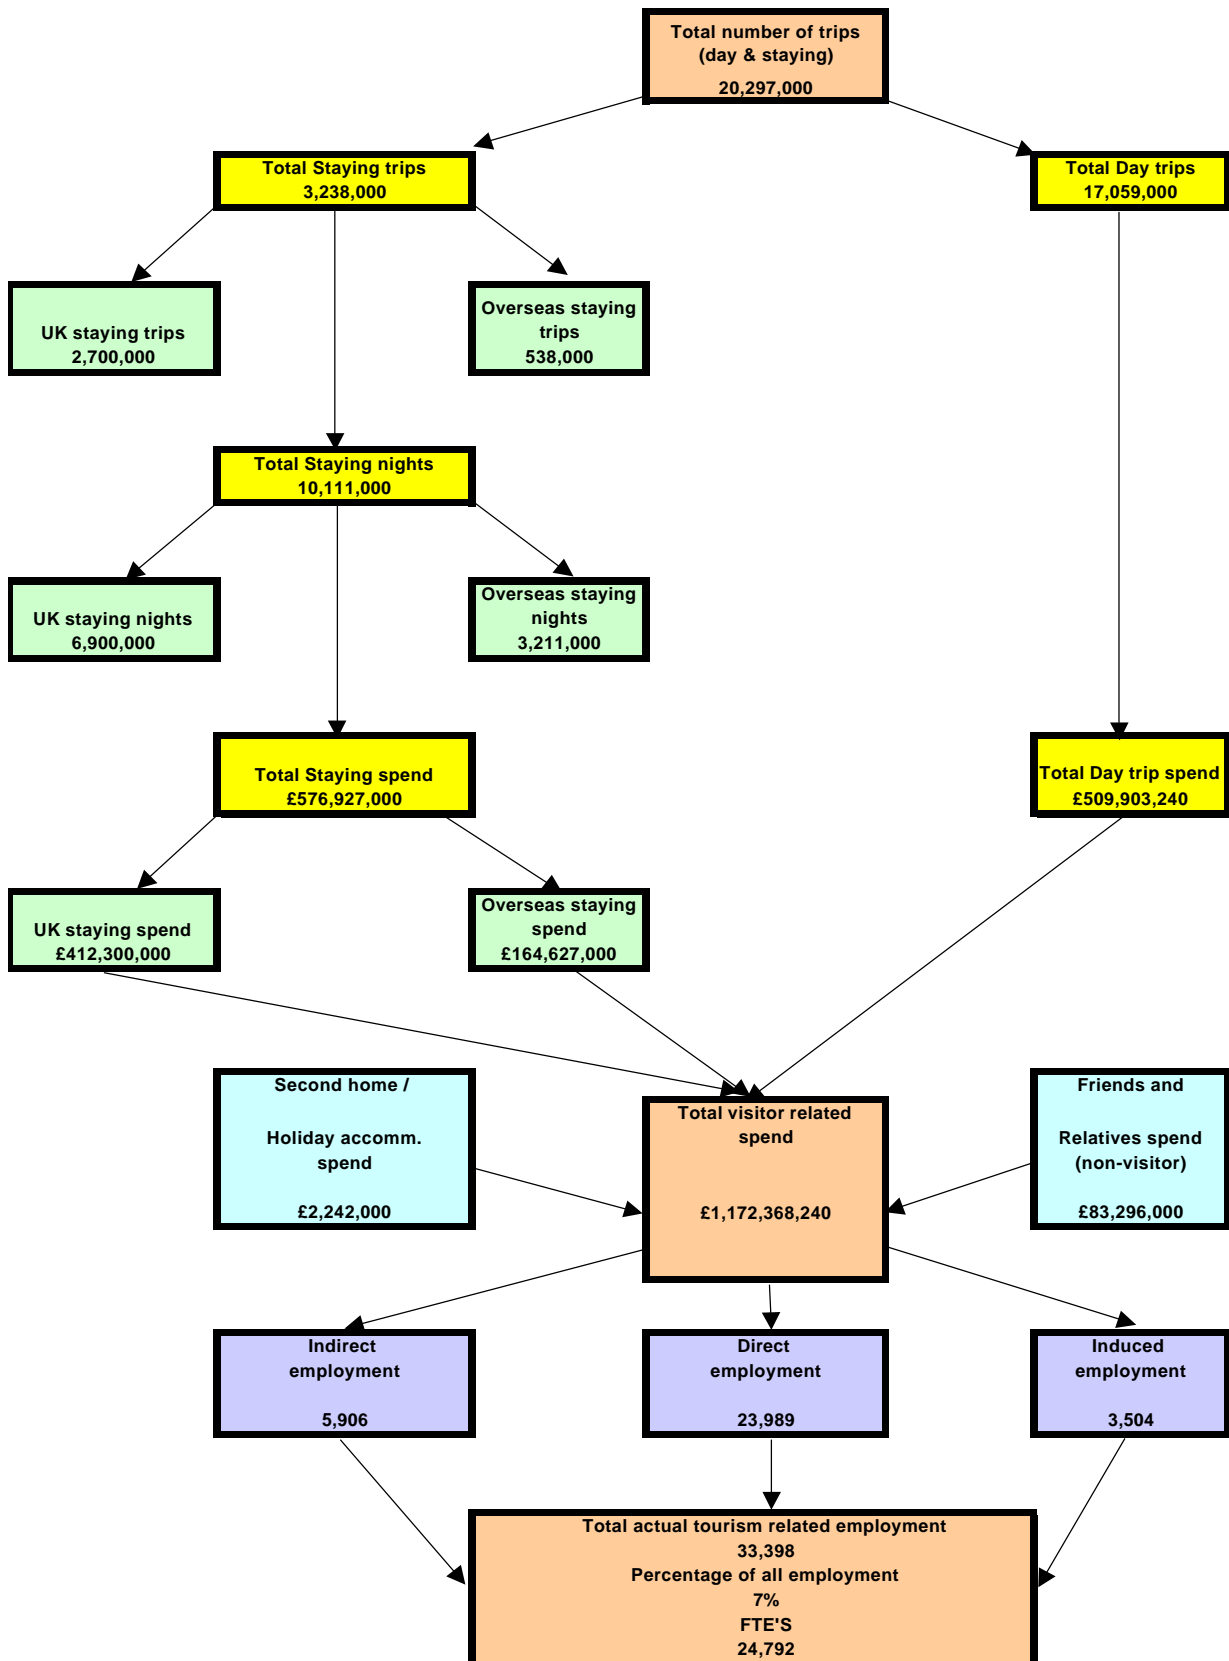 Total number of trips
(day & staying)
20,297,000
Total Staying trips
3,238,000
Total Day trips
17,059,000
UK staying trips
2,700,000
Overseas staying
trips
538,000
Total Staying nights
10,111,000
UK staying nights
6,900,000
Overseas staying
nights
3,211,000
Total Staying spend
£576,927,000
Total Day trip spend
£509,903,240
UK staying spend
£412,300,000
Overseas staying
spend
£164,627,000
Second home /
Holiday accomm.
spend
£2,242,000
Total visitor related
spend
£1,172,368,240
Friends and
Relatives spend
(non-visitor)
£83,296,000
Indirect
employment
5,906
Direct
employment
23,989
Induced
employment
3,504
Total actual tourism related employment
33,398
Percentage of all employment
7%
FTE'S
24,792